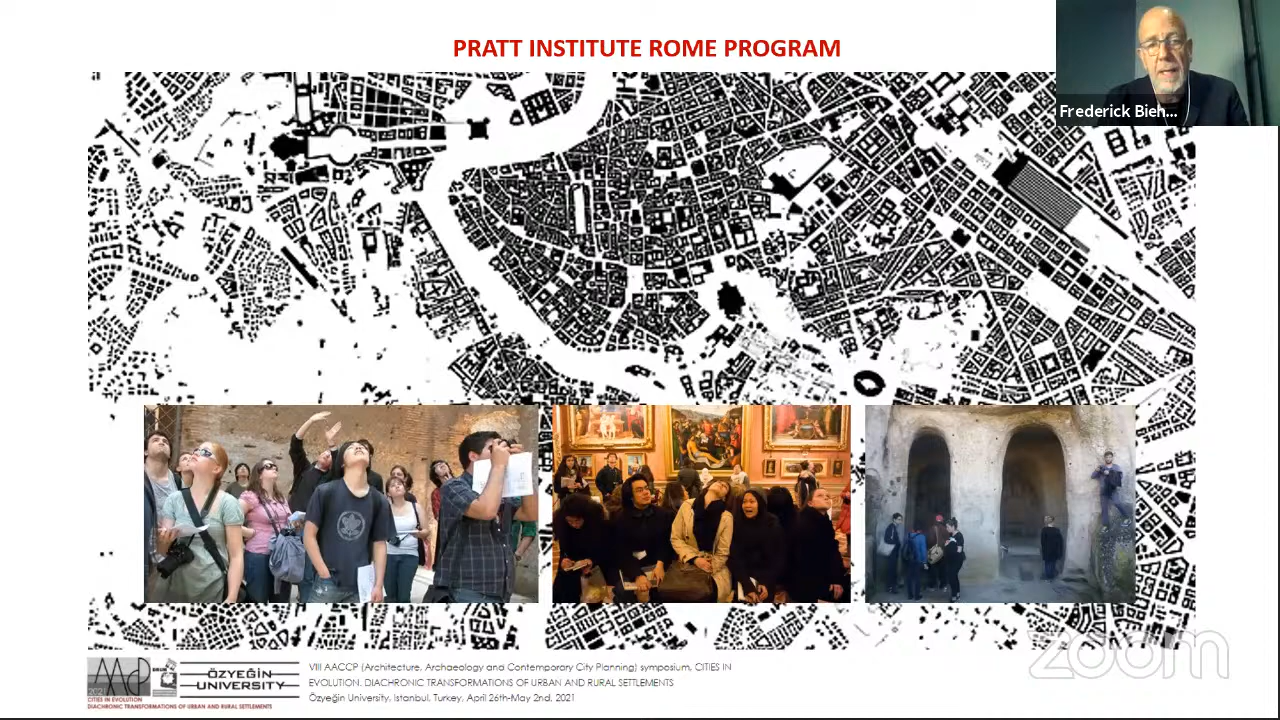 PRATT INSTITUTE ROME PROGRAM
Frederick Bieh...
zoom
AACCP
2021
CITIES IN EVOLUTION
DIACHRONIC TRANSFORMATIONS OF URBAN AND RURAL SETTLEMENTS
ÖZYEĞİN
UNIVERSITY
VIII AACCP (Architecture, Archaeology and Contemporary City Planning) symposium, CITIES IN
EVOLUTION. DIACHRONIC TRANSFORMATIONS OF URBAN AND RURAL SETTLEMENTS
Özyeğin University, Istanbul, Turkey, April 26th-May 2nd, 2021